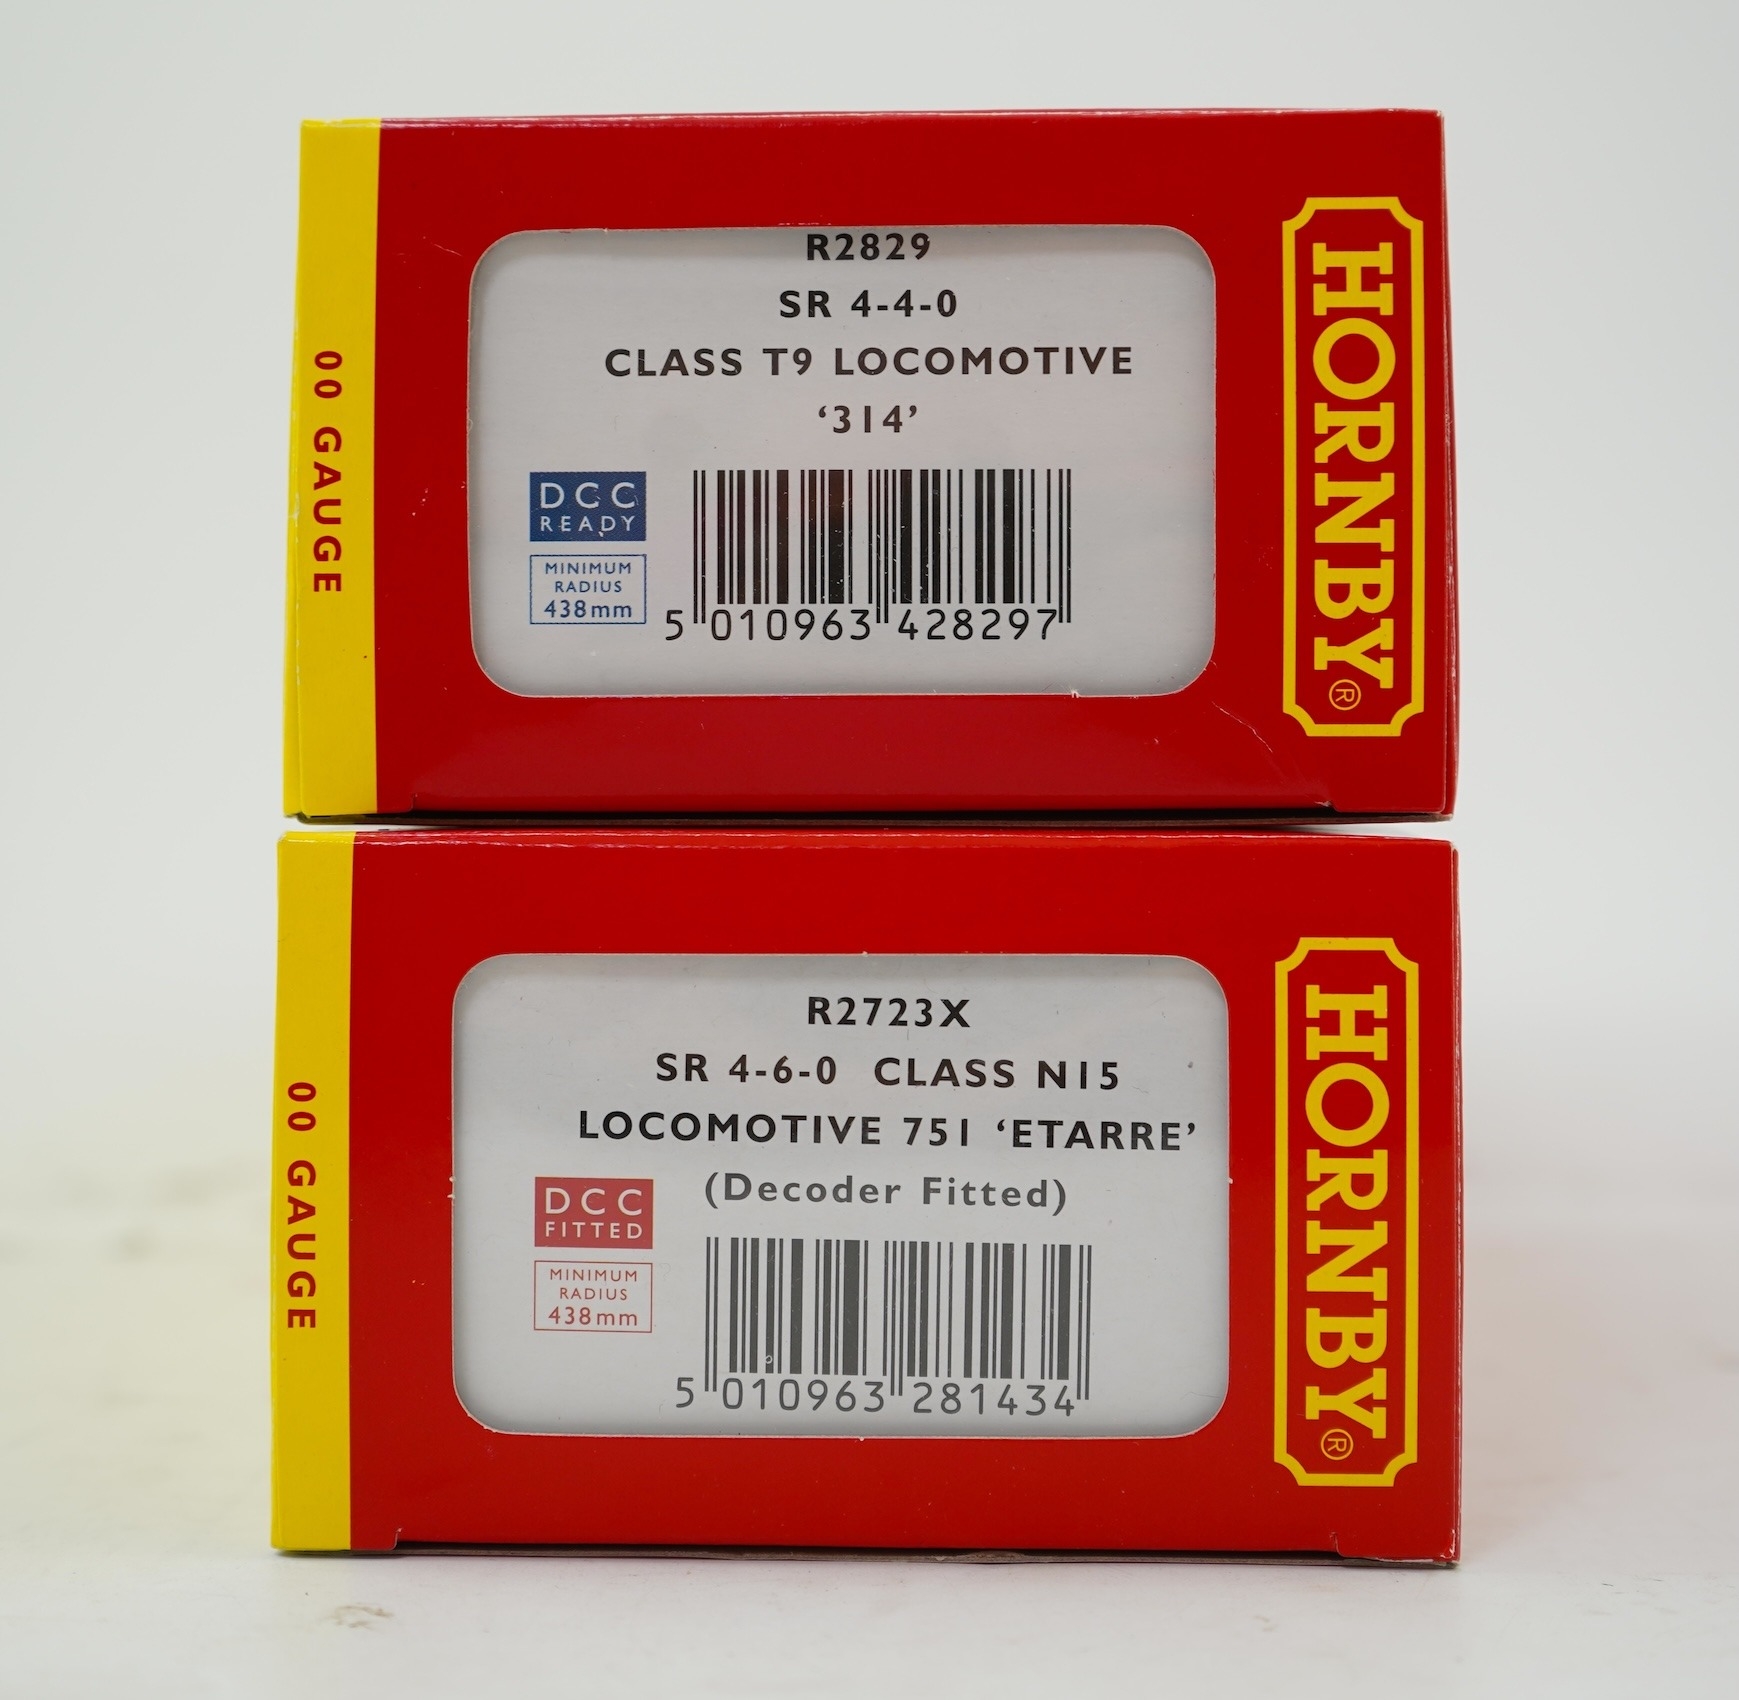 00 GAUGE
R2829
SR 4-4-0
CLASS T9 LOCOMOTIVE
‘314’
DCC
READY
MINIMUM
RADIUS
438mm
5 010963 428297
HORNBY®
00 GAUGE
R2723X
SR 4-6-0 CLASS N15
LOCOMOTIVE 751 ‘ETARRE’
(Decoder Fitted)
DCC
FITTED
MINIMUM
RADIUS
438mm
5 010963 281434
HORNBY®